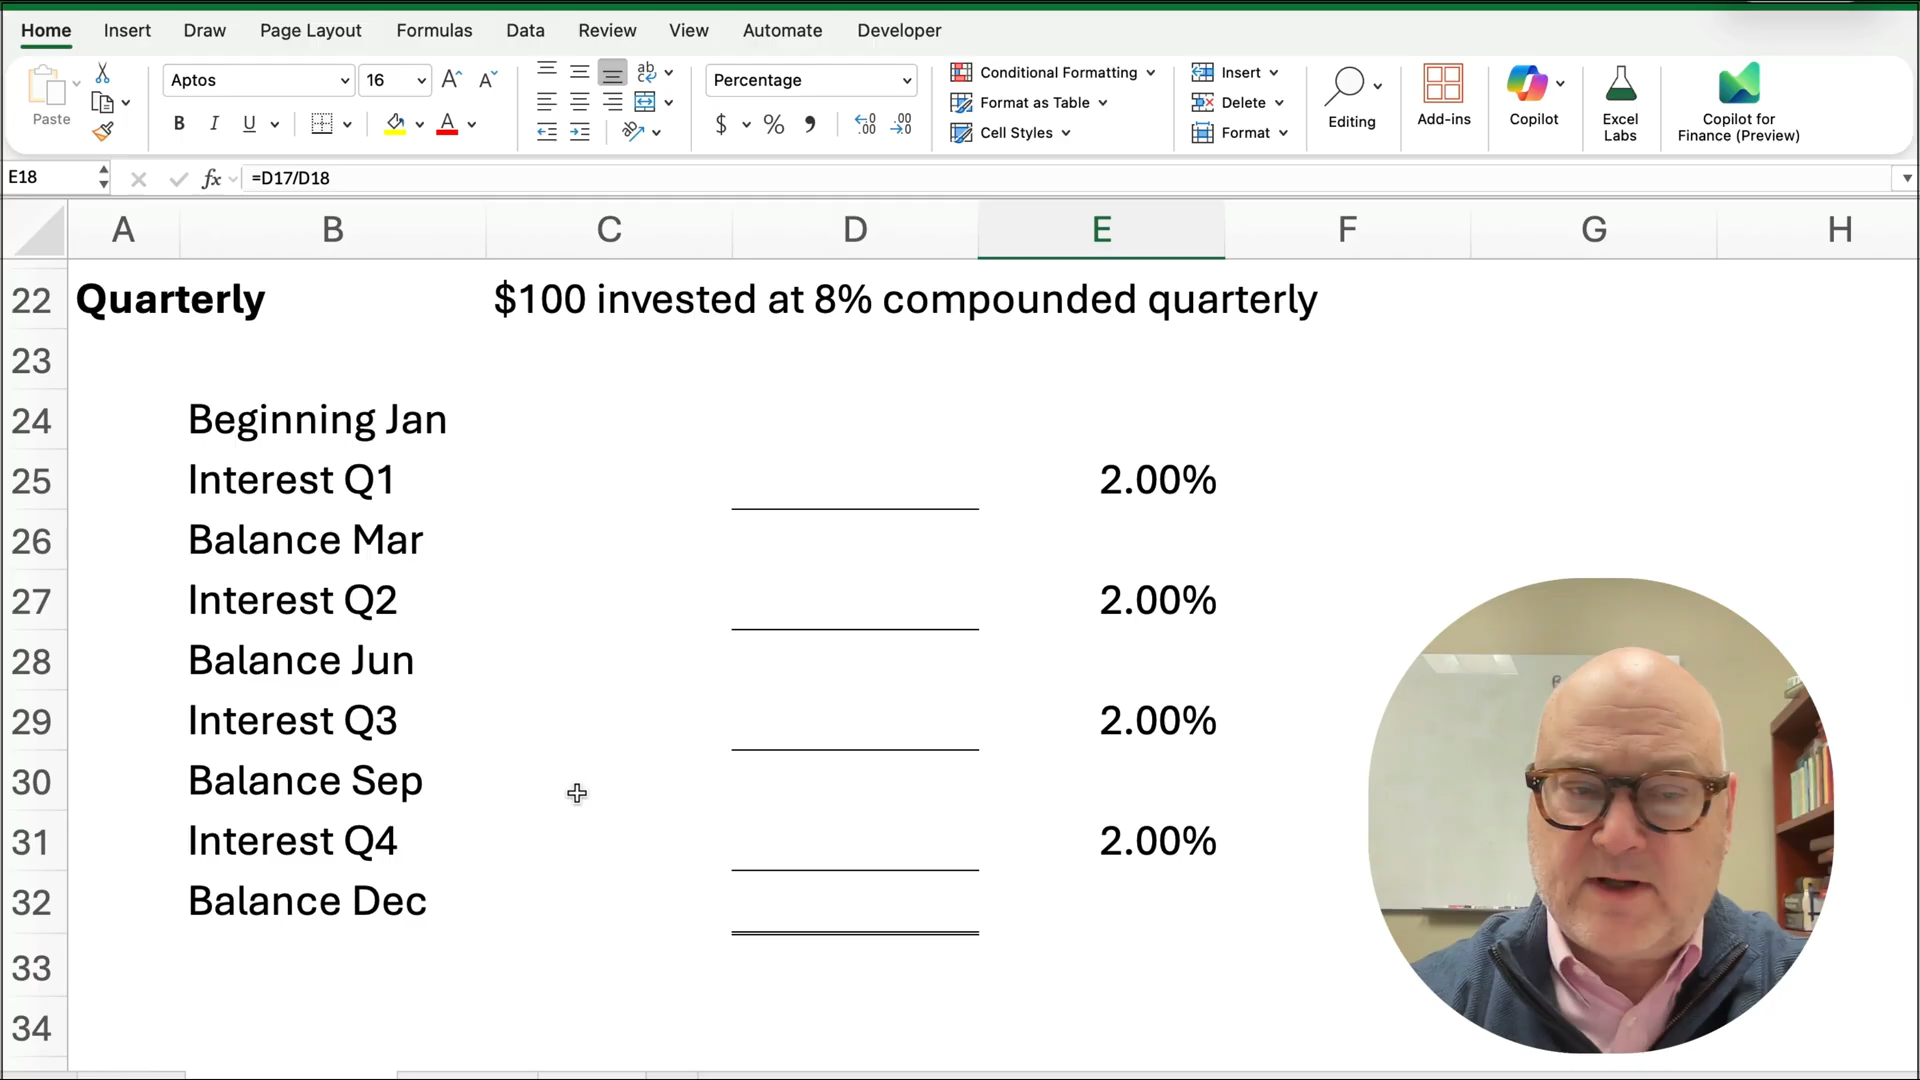 Home Insert Draw Page Layout Formulas Data Review View Automate Developer
Paste
Aptos 16
Percentage
Conditional Formatting
Format as Table
Cell Styles
Insert
Delete
Format
Editing
Add-ins
Copilot
Excel Labs
Copilot for Finance (Preview)
E18 fx =D17/D18
A B C D E F G H
22 Quarterly $100 invested at 8% compounded quarterly
23
24 Beginning Jan
25 Interest Q1 2.00%
26 Balance Mar
27 Interest Q2 2.00%
28 Balance Jun
29 Interest Q3 2.00%
30 Balance Sep
31 Interest Q4 2.00%
32 Balance Dec
33
34